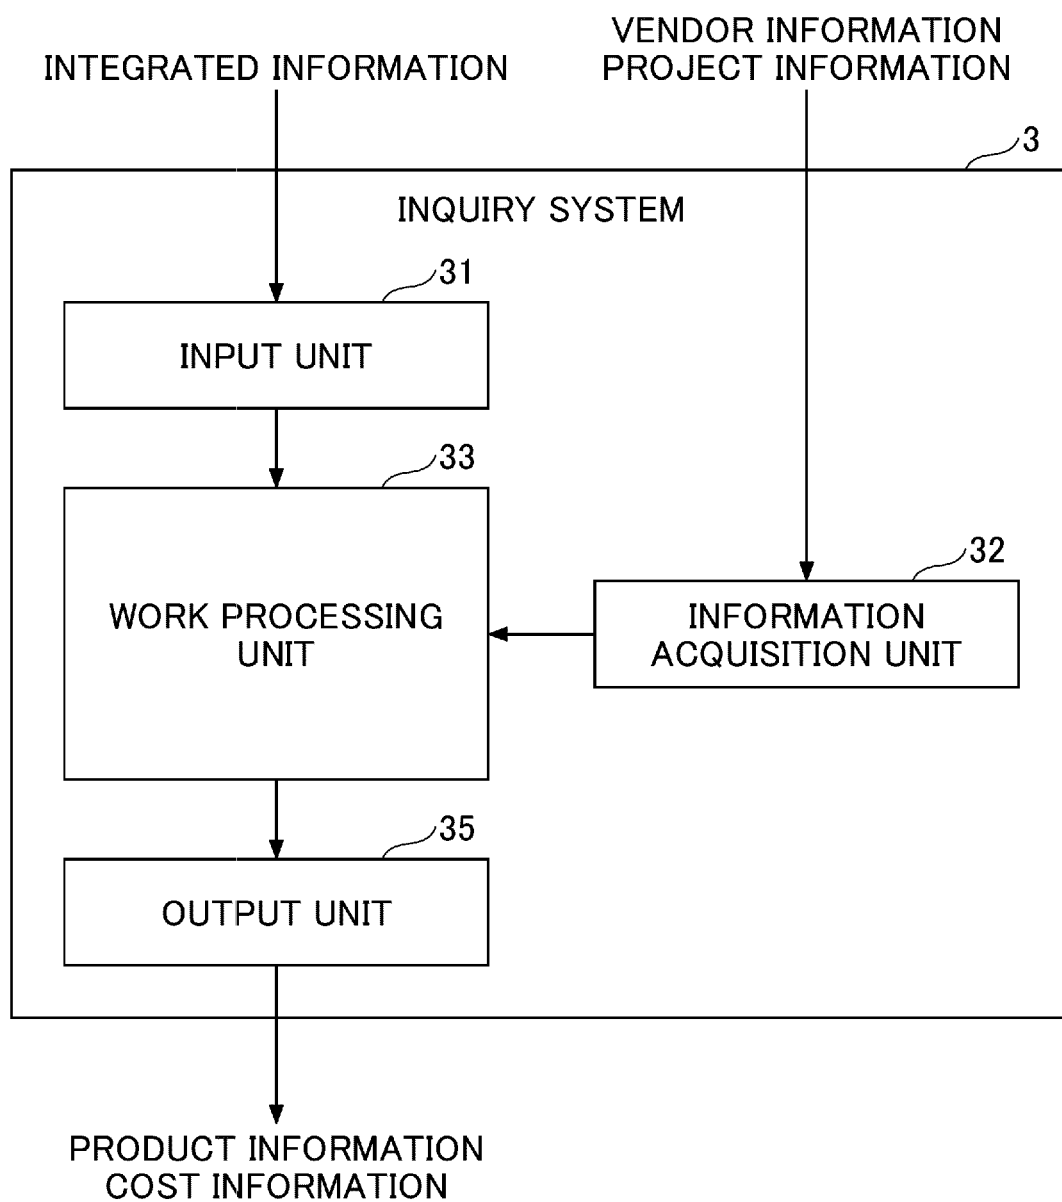 INTEGRATED INFORMATION
VENDOR INFORMATION
PROJECT INFORMATION
3
INQUIRY SYSTEM
31
INPUT UNIT
33
WORK PROCESSING
UNIT
32
INFORMATION
ACQUISITION UNIT
35
OUTPUT UNIT
PRODUCT INFORMATION
COST INFORMATION